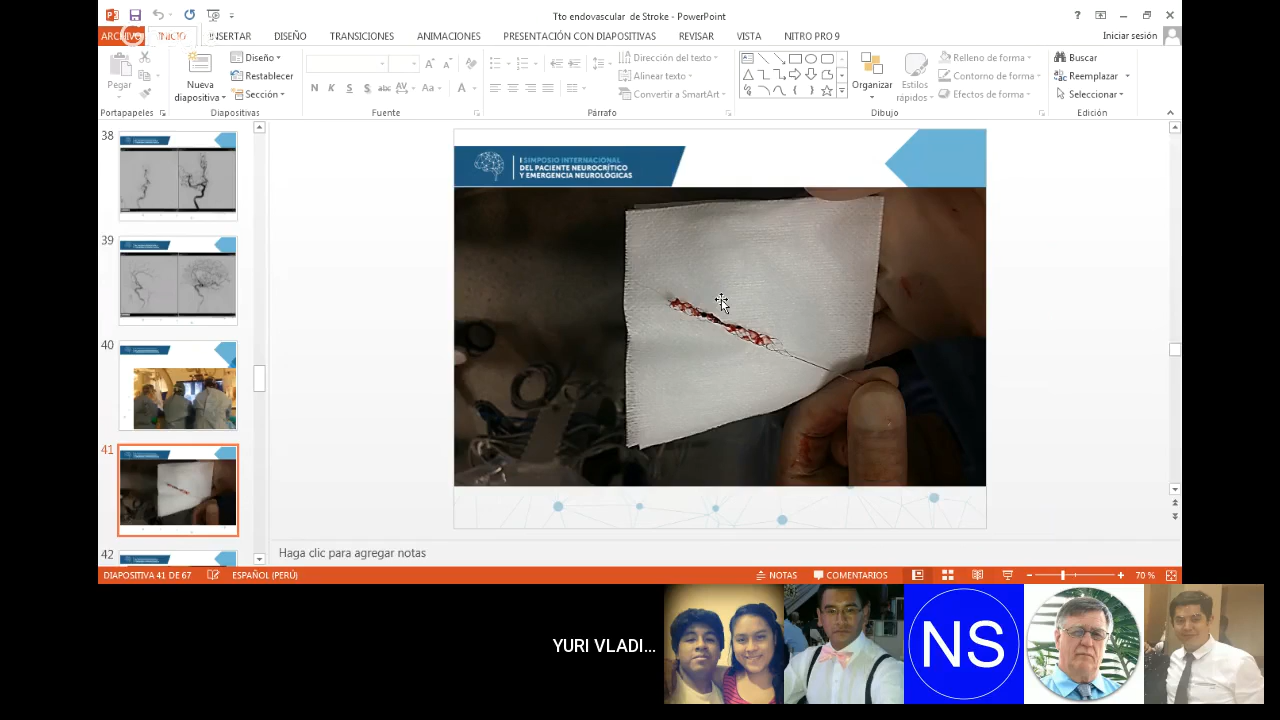 Tto endovascular de Stroke - PowerPoint
ARCHIVO INICIO INSERTAR DISEÑO TRANSICIONES ANIMACIONES PRESENTACIÓN CON DIAPOSITIVAS REVISAR VISTA NITRO PRO 9 Iniciar sesión
Pegar
Nueva diapositiva
Diseño
Restablecer
Sección
N K S S abc AV Aa A
Dirección del texto
Alinear texto
Convertir a SmartArt
Organizar
Estilos rápidos
Relleno de forma
Contorno de forma
Efectos de forma
Buscar
Reemplazar
Seleccionar
Portapapeles Diapositivas Fuente Párrafo Dibujo Edición
38
39
40
41
42
I SIMPOSIO INTERNACIONAL
DEL PACIENTE NEUROCRÍTICO
Y EMERGENCIA NEUROLÓGICAS
Haga clic para agregar notas
DIAPOSITIVA 41 DE 67 ESPAÑOL (PERÚ) NOTAS COMENTARIOS 70 %
YURI VLADI...
NS